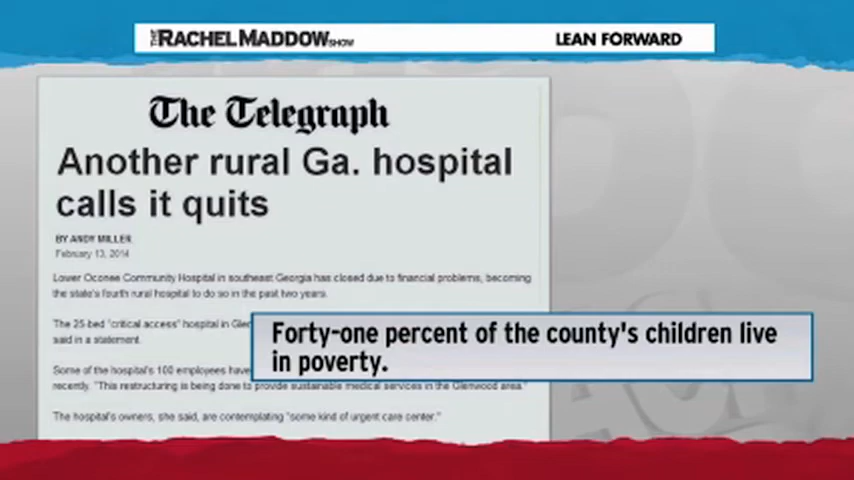 THE RACHEL MADDOW SHOW LEAN FORWARD
The Telegraph
Another rural Ga. hospital
calls it quits
BY ANDY MILLER
February 13, 2014
Lower Oconee Community Hospital in southeast Georgia has closed due to financial problems, becoming
the state's fourth rural hospital to do so in the past two years.
The 25-bed "critical access" hospital in Glen
said in a statement.
Forty-one percent of the county's children live
in poverty.
Some of the hospital's 100 employees have
recently. "This restructuring is being done to provide sustainable medical services in the Glenwood area."
The hospital's owners, she said, are contemplating "some kind of urgent care center."